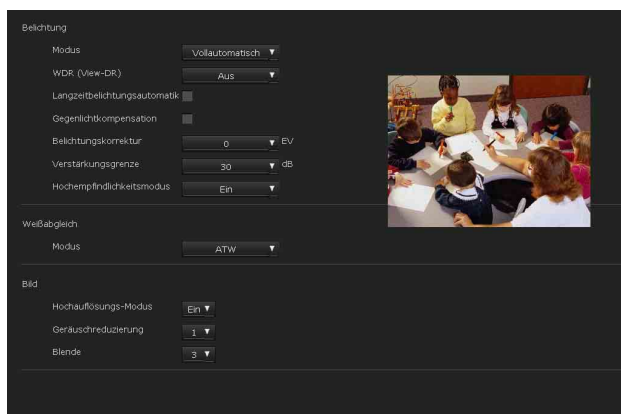 Belichtung
Modus Vollautomatisch
WDR (View-DR) Aus
Langzeitbelichtungsautomatik
Gegenlichtkompensation
Belichtungskorrektur 0 EV
Verstärkungsgrenze 30 dB
Hochempfindlichkeitsmodus Ein
Weißabgleich
Modus ATW
Bild
Hochauflösungs-Modus Ein
Geräuschreduzierung 1
Blende 3